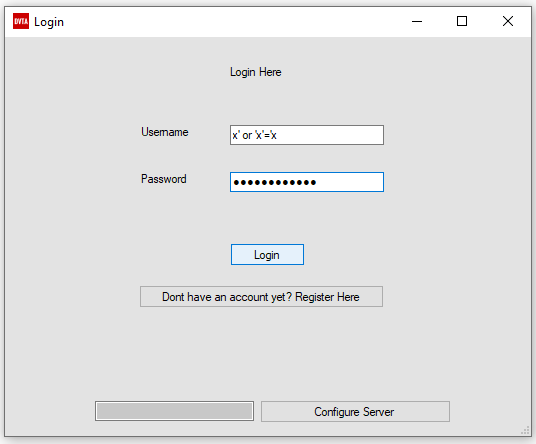 DVTA Login
Login Here
Username x' or 'x'='x
Password ●●●●●●●●●●●●
Login
Dont have an account yet? Register Here
Configure Server